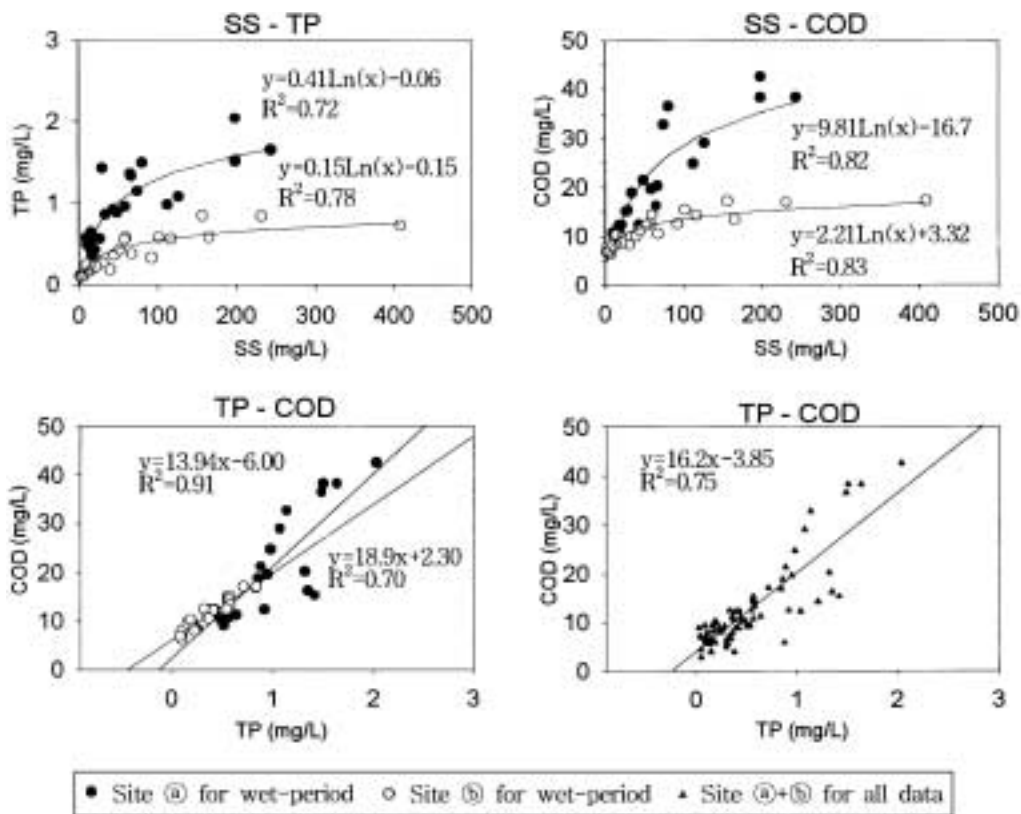 SS - TP
3
2
1
0
TP (mg/L)
y=0.41Ln(x)-0.06
R²=0.72
y=0.15Ln(x)-0.15
R²=0.78
0 100 200 300 400 500
SS (mg/L)
SS - COD
50
40
30
20
10
0
COD (mg/L)
y=9.81Ln(x)-16.7
R²=0.82
y=2.21Ln(x)+3.32
R²=0.83
0 100 200 300 400 500
SS (mg/L)
TP - COD
50
40
30
20
10
0
COD (mg/L)
y=13.94x-6.00
R²=0.91
y=18.9x+2.30
R²=0.70
0 1 2 3
TP (mg/L)
TP - COD
50
40
30
20
10
0
COD (mg/L)
y=16.2x-3.85
R²=0.75
0 1 2 3
TP (mg/L)
● Site ⓐ for wet-period ○ Site ⓑ for wet-period ▲ Site ⓐ+ⓑ for all data